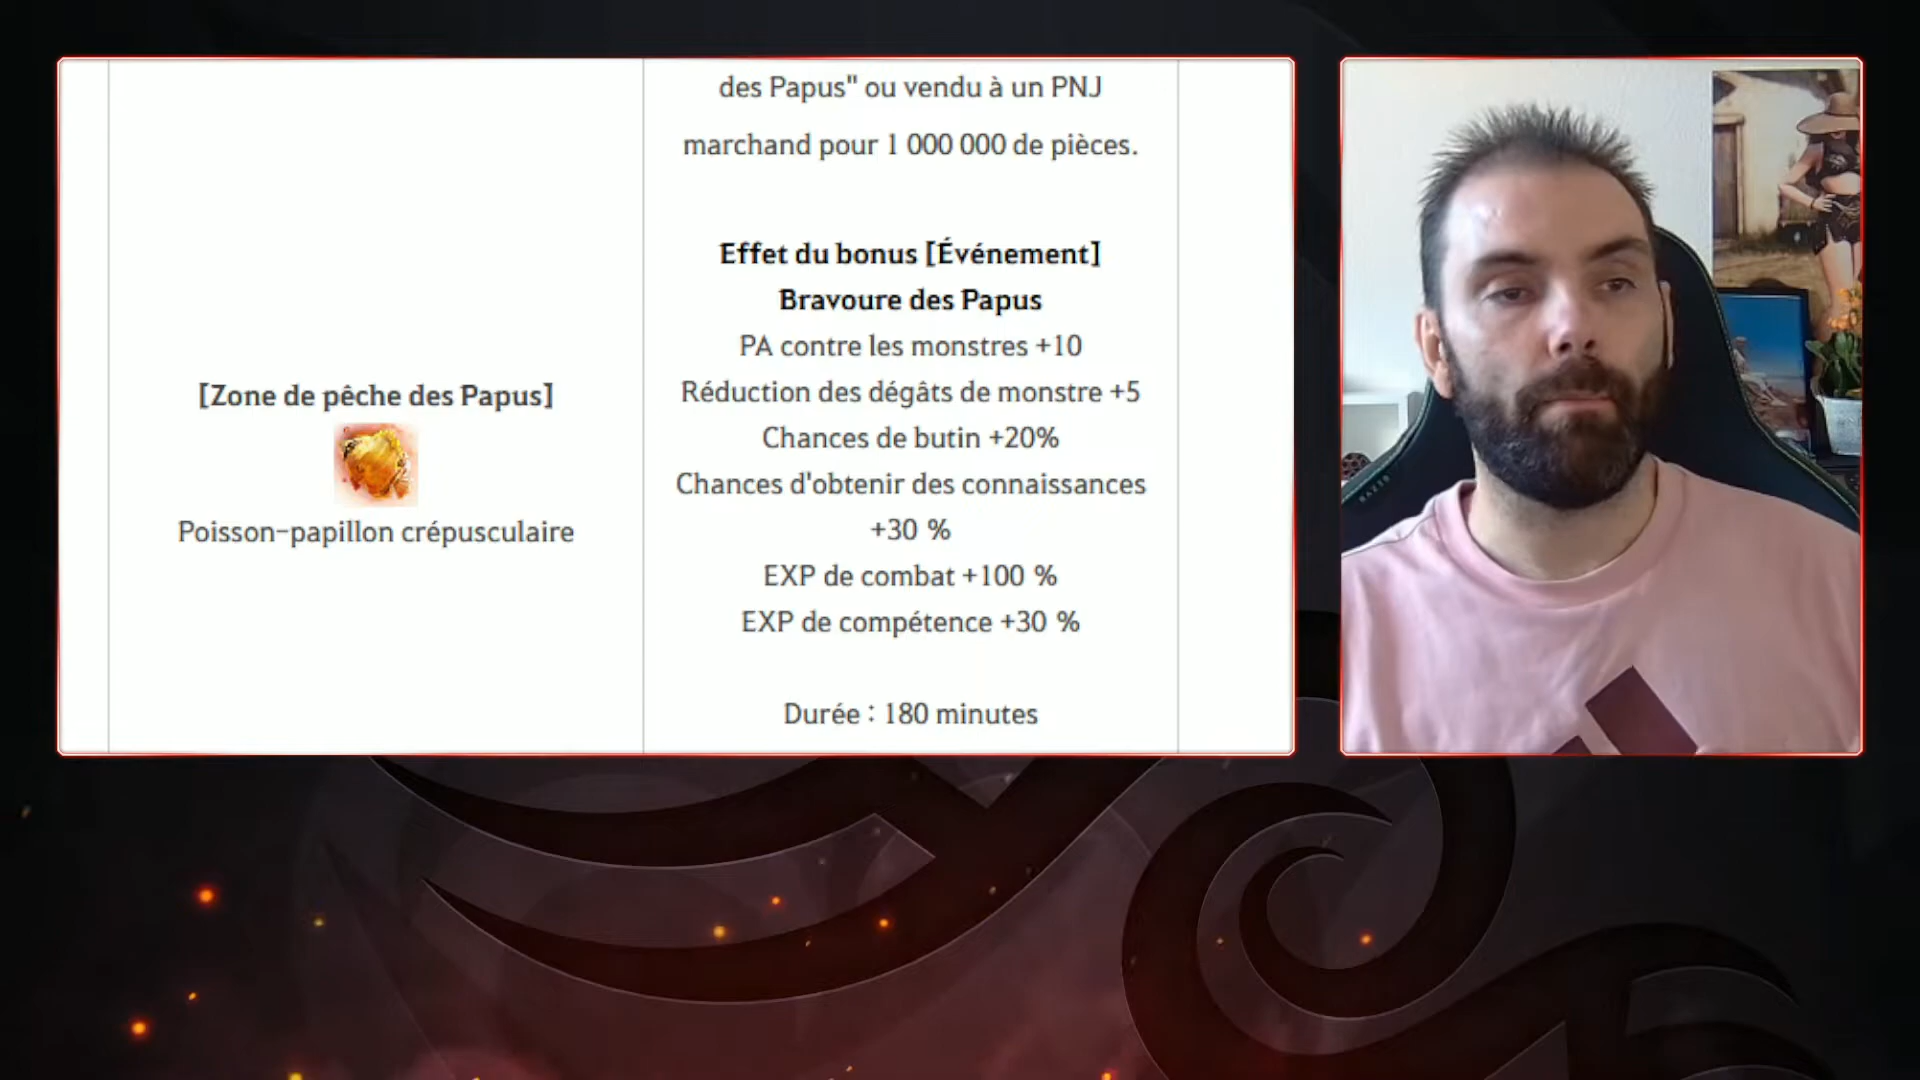 des Papus" ou vendu à un PNJ
marchand pour 1 000 000 de pièces.
[Zone de pêche des Papus]
Poisson-papillon crépusculaire
Effet du bonus [Événement]
Bravoure des Papus
PA contre les monstres +10
Réduction des dégâts de monstre +5
Chances de butin +20%
Chances d'obtenir des connaissances
+30 %
EXP de combat +100 %
EXP de compétence +30 %
Durée : 180 minutes
RAZER